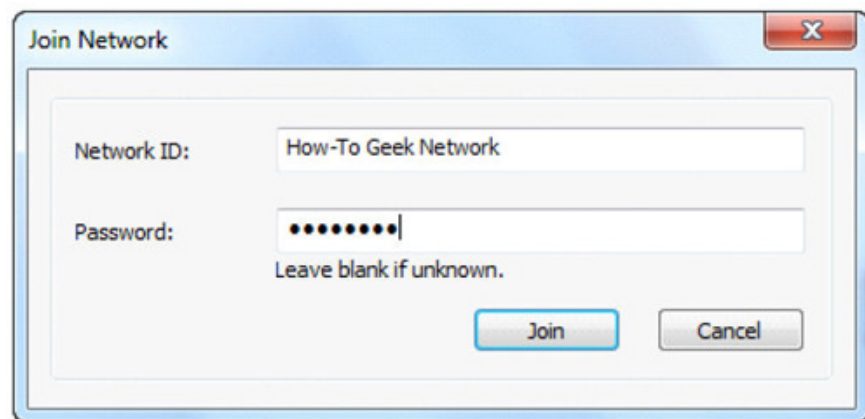 Join Network
Network ID: How-To Geek Network
Password: ••••••••
Leave blank if unknown.
Join Cancel